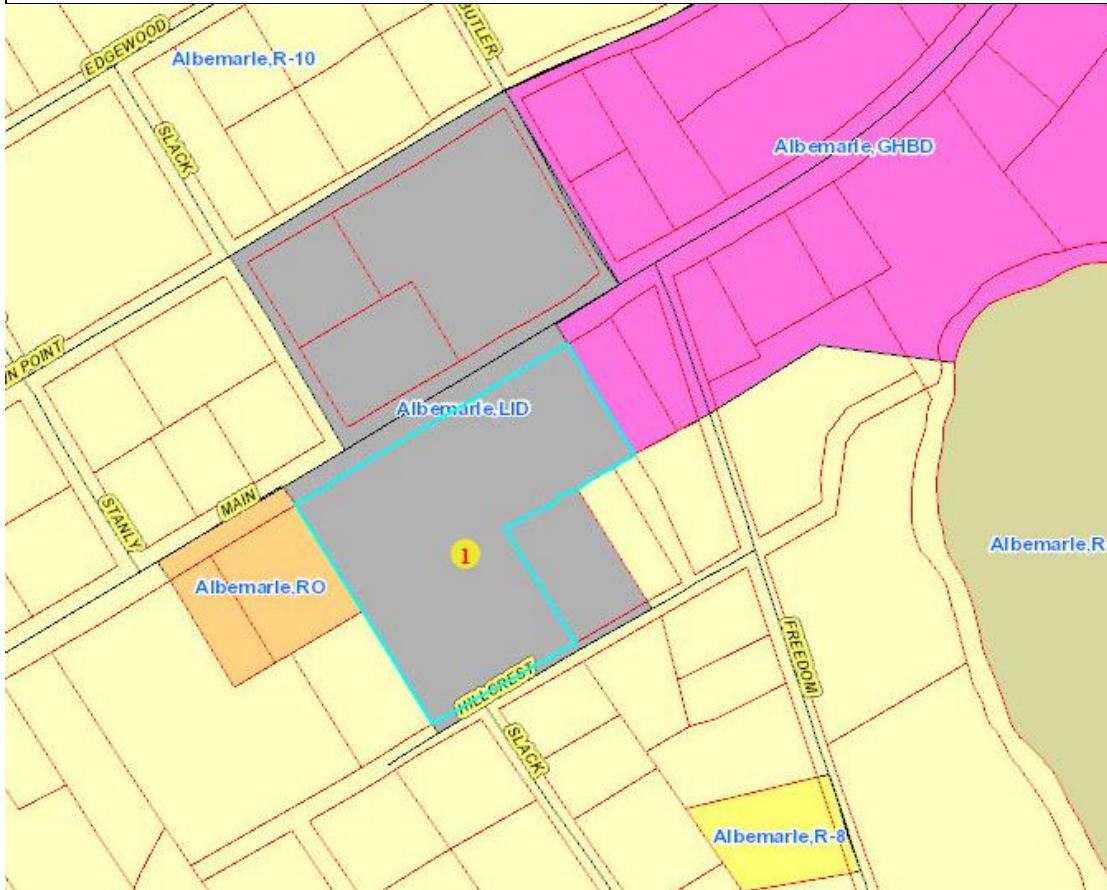 BUTLER
EDGEWOOD
Albemarle,R-10
SLACK
Albemarle,GHBD
N POINT
Albemarle,LID
MAIN
STANLY
1
Albemarle,R
Albemarle,RO
FREEDOM
HILLCREST
SLACK
Albemarle,R-8